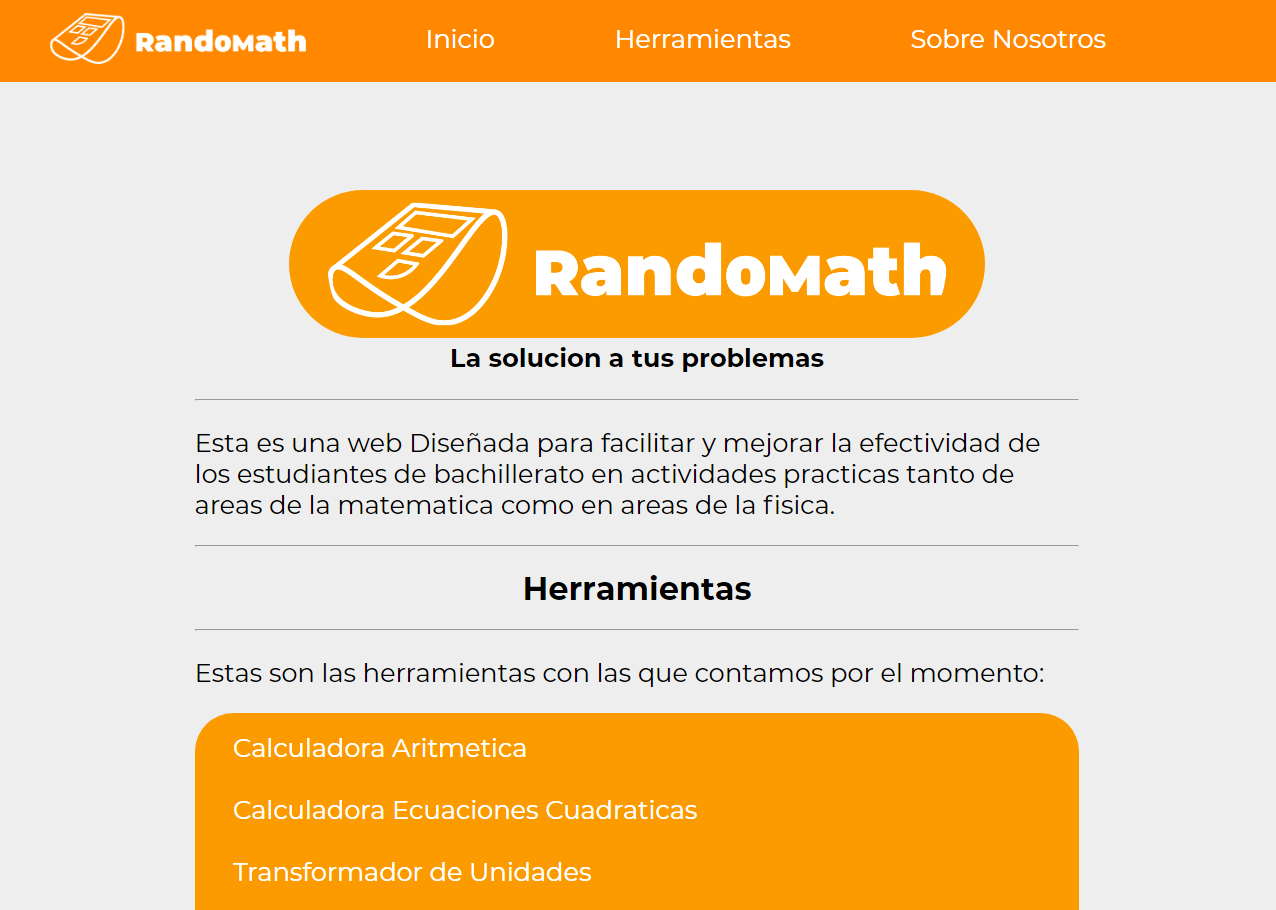 RandoMath
Inicio
Herramientas
Sobre Nosotros
RandoMath
La solucion a tus problemas
Esta es una web Diseñada para facilitar y mejorar la efectividad de
los estudiantes de bachillerato en actividades practicas tanto de
areas de la matematica como en areas de la fisica.
Herramientas
Estas son las herramientas con las que contamos por el momento:
Calculadora Aritmetica
Calculadora Ecuaciones Cuadraticas
Transformador de Unidades